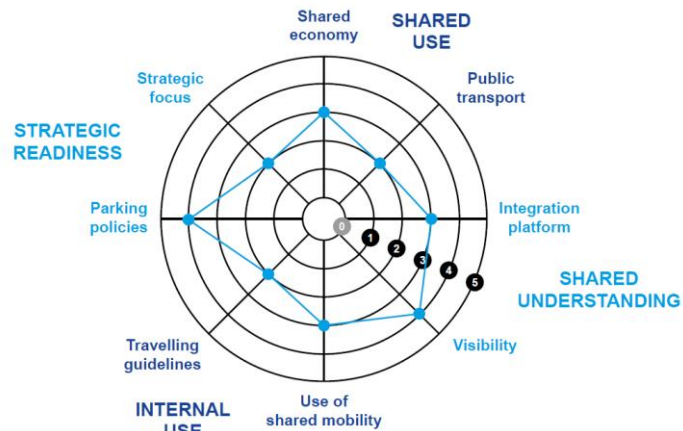 Shared
economy
SHARED
USE
Strategic
focus
Public
transport
STRATEGIC
READINESS
Parking
policies
Integration
platform
0
1
2
3
4
5
SHARED
UNDERSTANDING
Travelling
guidelines
Visibility
INTERNAL
USE
Use of
shared mobility